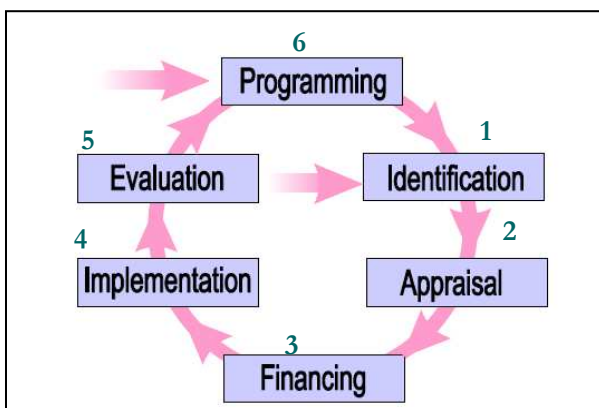 6
Programming
1
5
Evaluation
Identification
2
4
Implementation
Appraisal
3
Financing